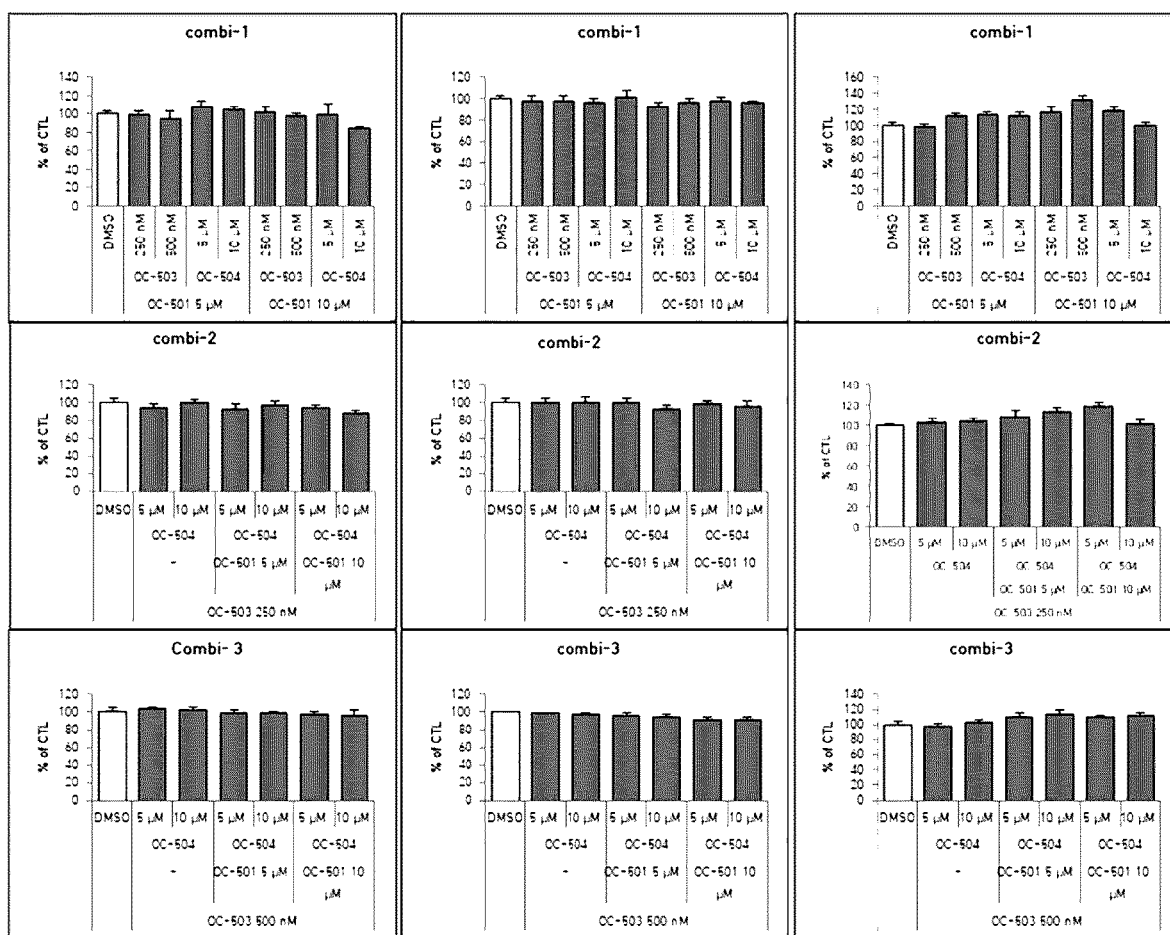 combi-1
% of CTL
140
120
100
80
60
40
20
0
DMSO
250 nM
500 nM
5 µM
10 µM
250 nM
500 nM
5 µM
10 µM
OC-503 OC-504 OC-503 OC-504
OC-501 5 µM OC-501 10 µM
combi-1
% of CTL
120
100
80
60
40
20
0
DMSO
250 nM
500 nM
5 µM
10 µM
250 nM
500 nM
5 µM
10 µM
OC-503 OC-504 OC-503 OC-504
OC-501 5 µM OC-501 10 µM
combi-1
% of CTL
160
140
120
100
80
60
40
20
0
DMSO
250 nM
500 nM
5 µM
10 µM
250 nM
500 nM
5 µM
10 µM
OC-503 OC-504 OC-503 OC-504
OC-501 5 µM OC-501 10 µM
combi-2
% of CTL
120
100
80
60
40
20
0
DMSO 5 µM 10 µM 5 µM 10 µM 5 µM 10 µM
OC-504 OC-504 OC-504
- OC-501 5 µM OC-501 10
µM
OC-503 250 nM
combi-2
% of CTL
120
100
80
60
40
20
0
DMSO 5 µM 10 µM 5 µM 10 µM 5 µM 10 µM
OC-504 OC-504 OC-504
- OC-501 5 µM OC-501 10
µM
OC-503 250 nM
combi-2
% of CTL
140
120
100
80
60
40
20
0
DMSO 5 µM 10 µM 5 µM 10 µM 5 µM 10 µM
OC-504 OC-504 OC-504
OC-501 5 µM OC-501 10 µM
OC-503 250 nM
Combi- 3
% of CTL
120
100
80
60
40
20
0
DMSO 5 µM 10 µM 5 µM 10 µM 5 µM 10 µM
OC-504 OC-504 OC-504
- OC-501 5 µM OC-501 10
µM
OC-503 500 nM
combi-3
% of CTL
120
100
80
60
40
20
0
DMSO 5 µM 10 µM 5 µM 10 µM 5 µM 10 µM
OC-504 OC-504 OC-504
- OC-501 5 µM OC-501 10
µM
OC-503 500 nM
combi-3
% of CTL
140
120
100
80
60
40
20
0
DMSO 5 µM 10 µM 5 µM 10 µM 5 µM 10 µM
OC-504 OC-504 OC-504
- OC-501 5 µM OC-501 10
µM
OC-503 500 nM